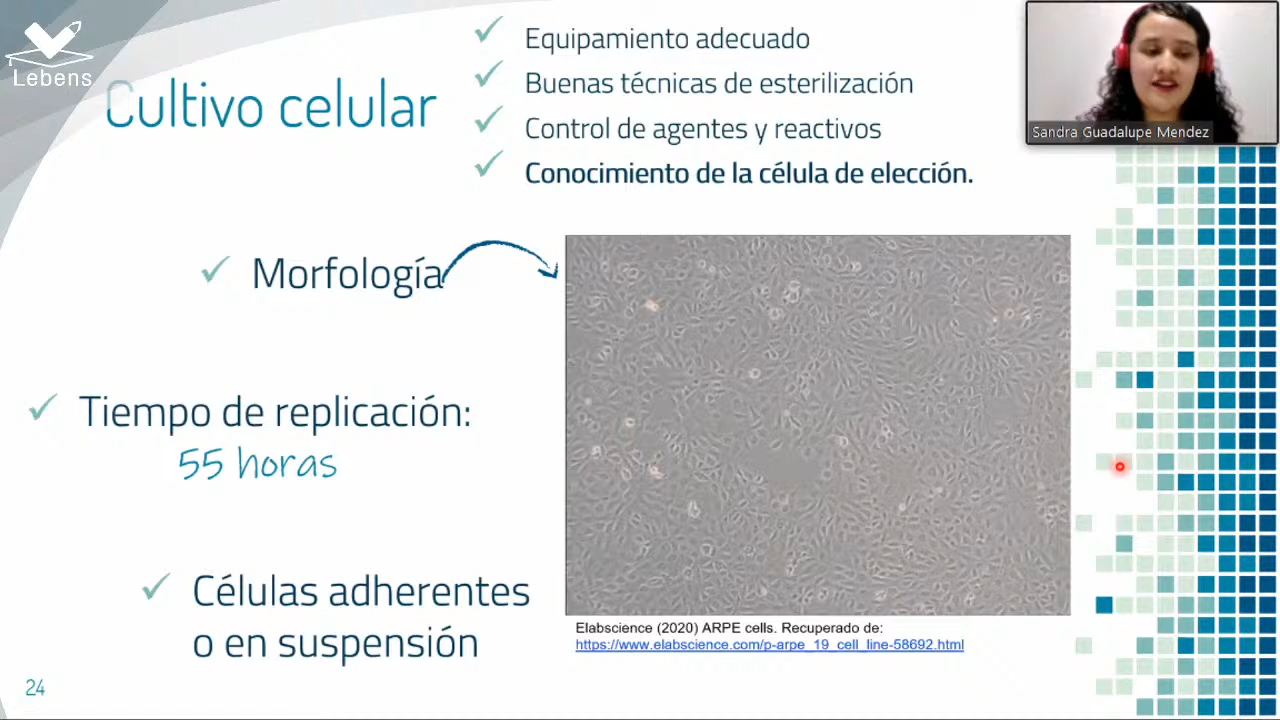 Lebens
Cultivo celular
Equipamiento adecuado
Buenas técnicas de esterilización
Control de agentes y reactivos
Conocimiento de la célula de elección.
Sandra Guadalupe Mendez
Morfología
Tiempo de replicación:
55 horas
Células adherentes
o en suspensión
Elabscience (2020) ARPE cells. Recuperado de:
https://www.elabscience.com/p-arpe_19_cell_line-58692.html
24